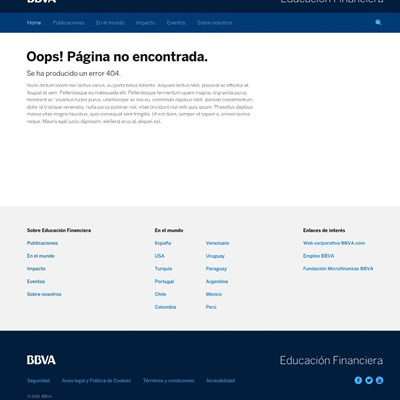 BBVA
Educación Financiera
Home Publicaciones En el mundo Impacto Eventos Sobre nosotros
Oops! Página no encontrada.
Se ha producido un error 404.
Nunc dictum lorem nec lectus varius, eu porta tellus lobortis. Aliquam lectus nibh, placerat ac efficitur at,
feugiat et sem. Pellentesque eu malesuada elit. Pellentesque fermentum quam magna, id gravida purus
hendrerit ac. Vivamus turpis purus, ullamcorper ac nisi eu, commodo dapibus nibh. Aenean condimentum,
dolor id tristique venenatis, nulla purus pulvinar nisl, vitae tincidunt velit ligula quis ipsum. Phasellus dapibus
massa vitae magna faucibus, quis consequat sem fringilla. Ut est diam, semper id sapien a, ornare lacinia
neque. Mauris eget justo dignissim, eleifend arcu id, aliquet est.
Sobre Educación Financiera
Publicaciones
En el mundo
Impacto
Eventos
Sobre nosotros
En el mundo
España Venezuela
USA Uruguay
Turquía Paraguay
Portugal Argentina
Chile México
Colombia Perú
Enlaces de interés
Web corporativa BBVA.com
Empleo BBVA
Fundación Microfinanzas BBVA
BBVA
Educación Financiera
Seguridad Aviso legal y Política de Cookies Términos y condiciones Accesibilidad
BBVA